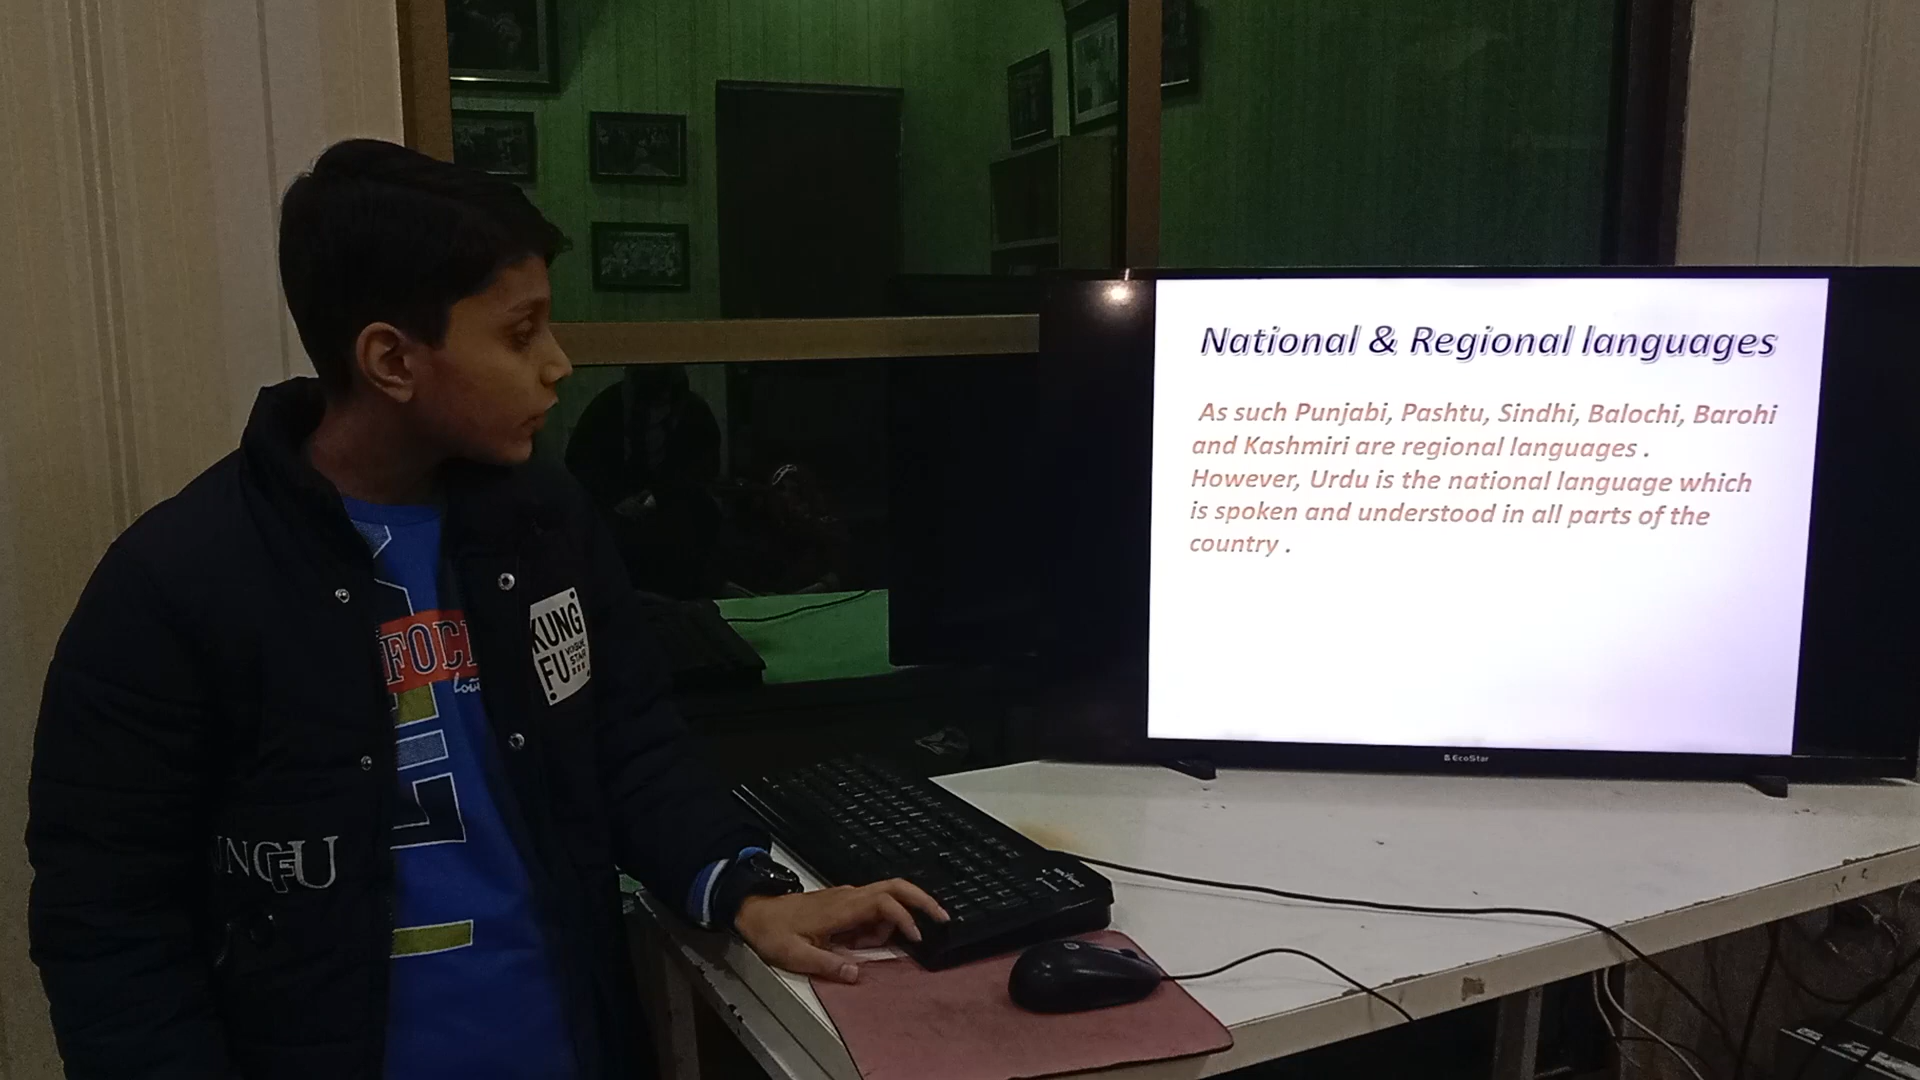 National & Regional languages
As such Punjabi, Pashtu, Sindhi, Balochi, Barohi
and Kashmiri are regional languages .
However, Urdu is the national language which
is spoken and understood in all parts of the
country .
EcoStar
KUNG
FU